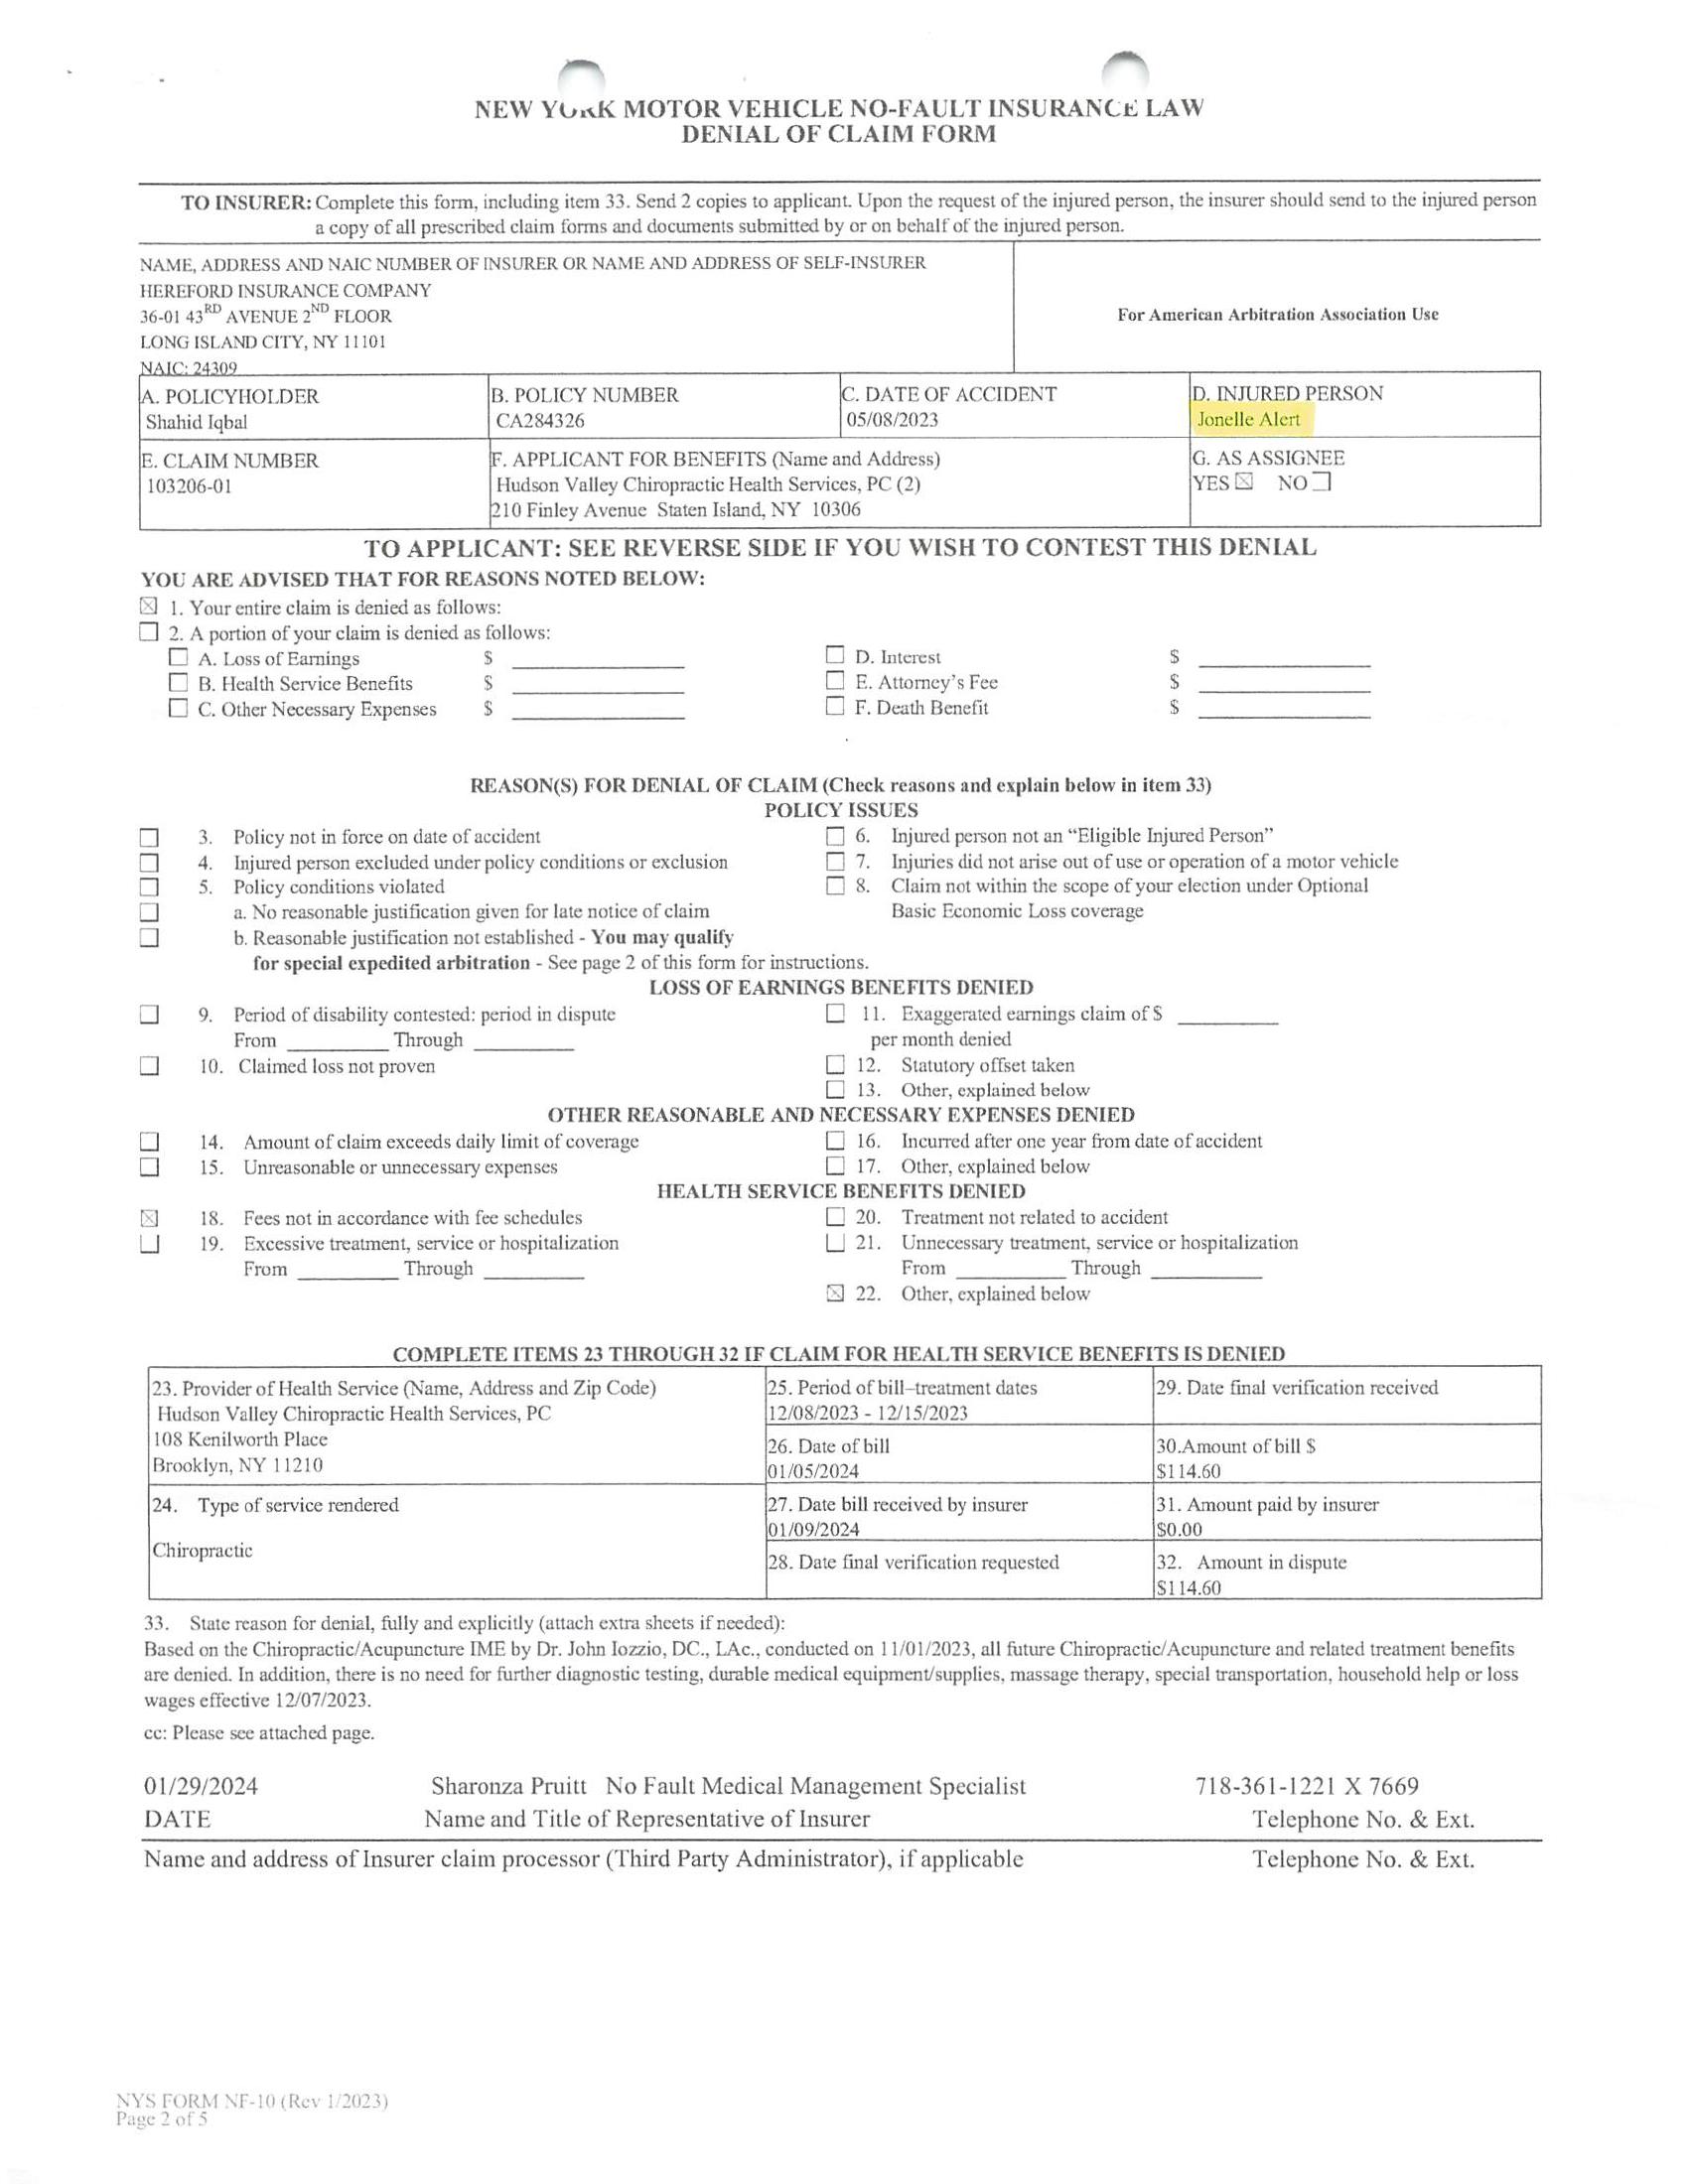 NEW YORK MOTOR VEHICLE NO-FAULT INSURANCE LAW
DENIAL OF CLAIM FORM
TO INSURER: Complete this form, including item 33. Send 2 copies to applicant. Upon the request of the injured person, the insurer should send to the injured person
a copy of all prescribed claim forms and documents submitted by or on behalf of the injured person.
NAME, ADDRESS AND NAIC NUMBER OF INSURER OR NAME AND ADDRESS OF SELF-INSURER
HEREFORD INSURANCE COMPANY
36-01 43RD AVENUE 2ND FLOOR
LONG ISLAND CITY, NY 11101
NAIC: 24309
For American Arbitration Association Use
A. POLICYHOLDER
Shahid Iqbal
B. POLICY NUMBER
CA284326
C. DATE OF ACCIDENT
05/08/2023
D. INJURED PERSON
Jonelle Alert
E. CLAIM NUMBER
103206-01
F. APPLICANT FOR BENEFITS (Name and Address)
Hudson Valley Chiropractic Health Services, PC (2)
210 Finley Avenue Staten Island, NY 10306
G. AS ASSIGNEE
YES ☒ NO ☐
TO APPLICANT: SEE REVERSE SIDE IF YOU WISH TO CONTEST THIS DENIAL
YOU ARE ADVISED THAT FOR REASONS NOTED BELOW:
☒ 1. Your entire claim is denied as follows:
☐ 2. A portion of your claim is denied as follows:
☐ A. Loss of Earnings $ ☐ D. Interest $
☐ B. Health Service Benefits $ ☐ E. Attorney's Fee $
☐ C. Other Necessary Expenses $ ☐ F. Death Benefit $
REASON(S) FOR DENIAL OF CLAIM (Check reasons and explain below in item 33)
POLICY ISSUES
☐ 3. Policy not in force on date of accident
☐ 4. Injured person excluded under policy conditions or exclusion
☐ 5. Policy conditions violated
☐ a. No reasonable justification given for late notice of claim
☐ b. Reasonable justification not established - You may qualify
for special expedited arbitration - See page 2 of this form for instructions.
☐ 6. Injured person not an “Eligible Injured Person”
☐ 7. Injuries did not arise out of use or operation of a motor vehicle
☐ 8. Claim not within the scope of your election under Optional
Basic Economic Loss coverage
LOSS OF EARNINGS BENEFITS DENIED
☐ 9. Period of disability contested: period in dispute
From Through
☐ 10. Claimed loss not proven
☐ 11. Exaggerated earnings claim of $
per month denied
☐ 12. Statutory offset taken
☐ 13. Other, explained below
OTHER REASONABLE AND NECESSARY EXPENSES DENIED
☐ 14. Amount of claim exceeds daily limit of coverage
☐ 15. Unreasonable or unnecessary expenses
☐ 16. Incurred after one year from date of accident
☐ 17. Other, explained below
HEALTH SERVICE BENEFITS DENIED
☒ 18. Fees not in accordance with fee schedules
☐ 19. Excessive treatment, service or hospitalization
From Through
☐ 20. Treatment not related to accident
☐ 21. Unnecessary treatment, service or hospitalization
From Through
☒ 22. Other, explained below
COMPLETE ITEMS 23 THROUGH 32 IF CLAIM FOR HEALTH SERVICE BENEFITS IS DENIED
23. Provider of Health Service (Name, Address and Zip Code)
Hudson Valley Chiropractic Health Services, PC
108 Kenilworth Place
Brooklyn, NY 11210
24. Type of service rendered
Chiropractic
25. Period of bill–treatment dates
12/08/2023 - 12/15/2023
26. Date of bill
01/05/2024
27. Date bill received by insurer
01/09/2024
28. Date final verification requested
29. Date final verification received
30.Amount of bill $
$114.60
31. Amount paid by insurer
$0.00
32. Amount in dispute
$114.60
33. State reason for denial, fully and explicitly (attach extra sheets if needed):
Based on the Chiropractic/Acupuncture IME by Dr. John Iozzio, DC., LAc., conducted on 11/01/2023, all future Chiropractic/Acupuncture and related treatment benefits
are denied. In addition, there is no need for further diagnostic testing, durable medical equipment/supplies, massage therapy, special transportation, household help or loss
wages effective 12/07/2023.
cc: Please see attached page.
01/29/2024 Sharonza Pruitt No Fault Medical Management Specialist 718-361-1221 X 7669
DATE Name and Title of Representative of Insurer Telephone No. & Ext.
Name and address of Insurer claim processor (Third Party Administrator), if applicable Telephone No. & Ext.
NYS FORM NF-10 (Rev 1/2023)
Page 2 of 5